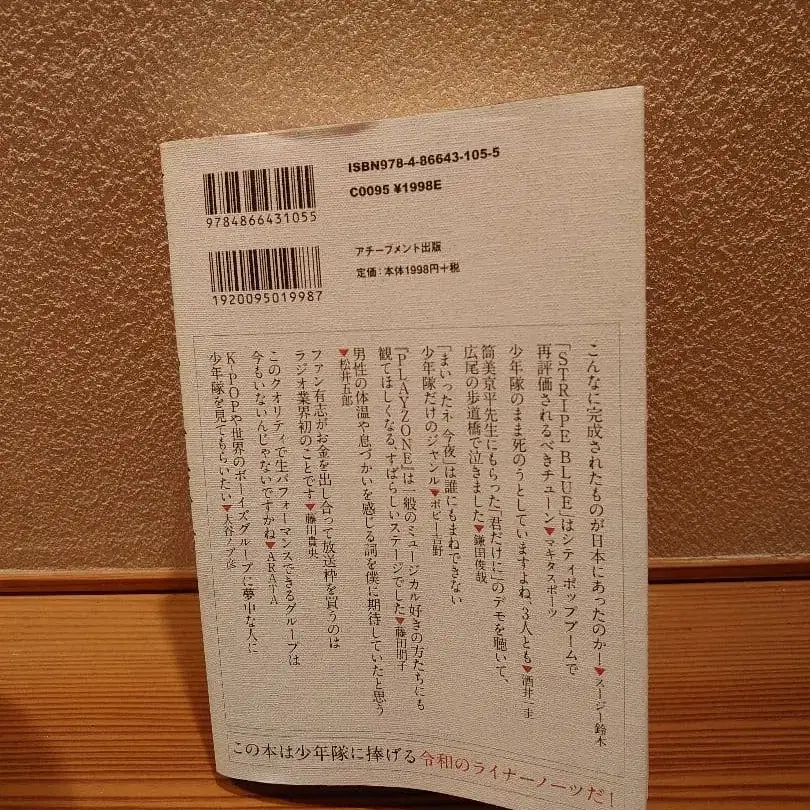 ISBN978-4-86643-105-5
C0095 ¥1998E
9784866431055
アチーブメント出版
定価:本体1998円+税
1920095019987
こんなに完成されたものが日本にあったのか!▼スージー鈴木
「STRIPE BLUE」はシティポップブームで
再評価されるべきチューン▼マキタスポーツ
少年隊のまま死のうとしていますよね、3人とも▼酒井一圭
筒美京平先生にもらった「君だけに」のデモを聴いて、
広尾の歩道橋で泣きました▼鎌田俊哉
「まいったネ 今夜」は誰にもまねできない
少年隊だけのジャンル▼ボビー吉野
『PLAYZONE』は一般のミュージカル好きの方たちにも
観てほしくなる、すばらしいステージでした▼藤田朋子
男性の体温や息づかいを感じる詞を僕に期待していたと思う
▼松井五郎
ファン有志がお金を出し合って放送枠を買うのは
ラジオ業界初のことです▼藤田貴央
このクオリティで生パフォーマンスできるグループは
今もいないんじゃないですかね▼ARATA
K-POPや世界のボーイズグループに夢中な人に
少年隊を見てもらいたい▼大谷ノブ彦
この本は少年隊に捧げる令和のライナーノーツだ!